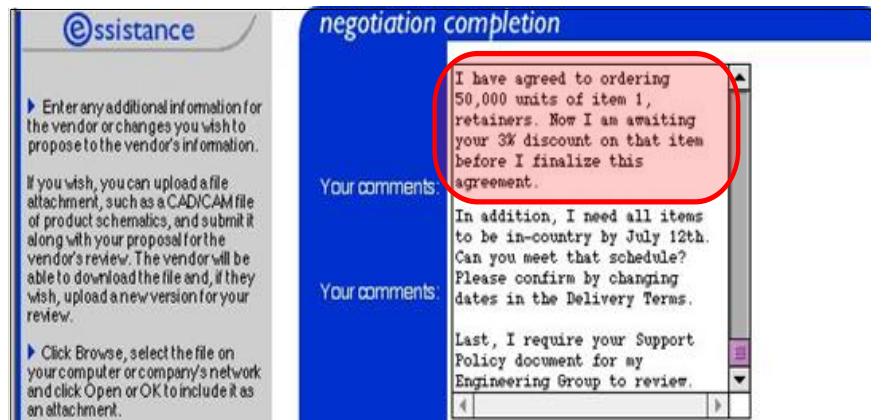 @ssistance
Enter any additional information for
the vendor or changes you wish to
propose to the vendor's information.
If you wish, you can upload a file
attachment, such as a CAD/CAM file
of product schematics, and submit it
along with your proposal for the
vendor's review. The vendor will be
able to download the file and, if they
wish, upload a new version for your
review.
Click Browse, select the file on
your computer or company's network
and click Open or OK to include it as
an attachment.
negotiation completion
Your comments:
I have agreed to ordering
50,000 units of item 1,
retainers. Now I am awaiting
your 3% discount on that item
before I finalize this
agreement.
Your comments:
In addition, I need all items
to be in-country by July 12th.
Can you meet that schedule?
Please confirm by changing
dates in the Delivery Terms.
Last, I require your Support
Policy document for my
Engineering Group to review.